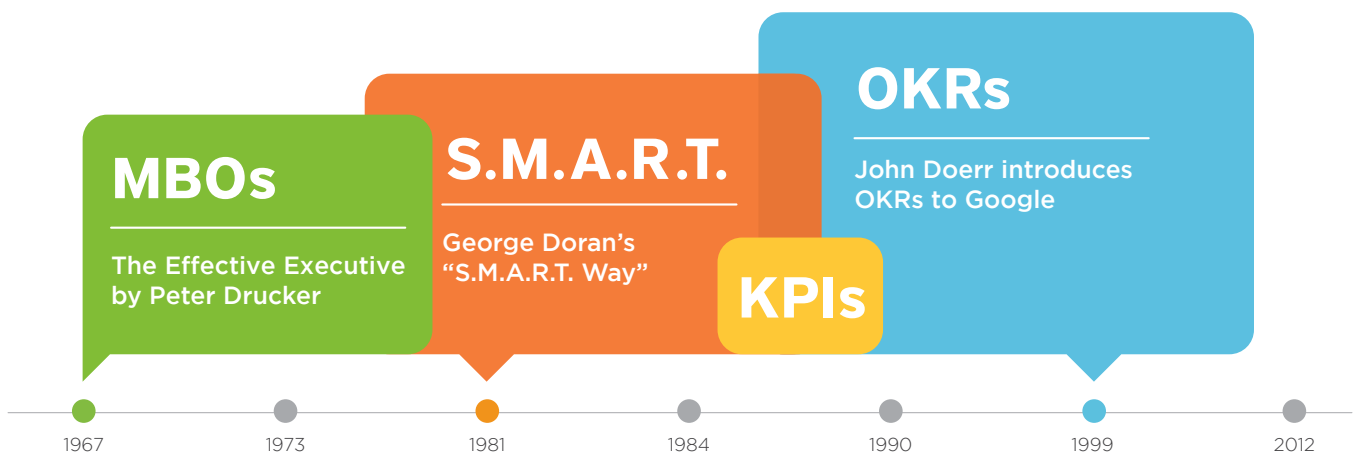 MBOs
The Effective Executive
by Peter Drucker
S.M.A.R.T.
George Doran’s
“S.M.A.R.T. Way”
KPIs
OKRs
John Doerr introduces
OKRs to Google
1967
1973
1981
1984
1990
1999
2012